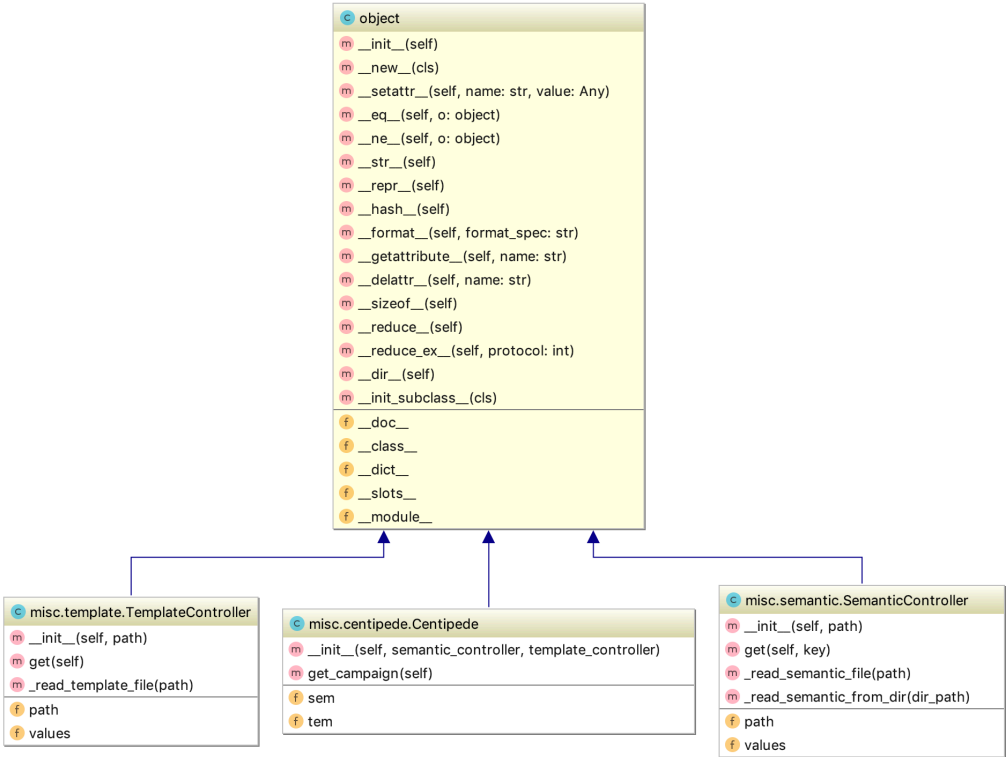 C object
m __init__(self)
m __new__(cls)
m __setattr__(self, name: str, value: Any)
m __eq__(self, o: object)
m __ne__(self, o: object)
m __str__(self)
m __repr__(self)
m __hash__(self)
m __format__(self, format_spec: str)
m __getattribute__(self, name: str)
m __delattr__(self, name: str)
m __sizeof__(self)
m __reduce__(self)
m __reduce_ex__(self, protocol: int)
m __dir__(self)
m __init_subclass__(cls)
f __doc__
f __class__
f __dict__
f __slots__
f __module__
C misc.template.TemplateController
m __init__(self, path)
m get(self)
m _read_template_file(path)
f path
f values
C misc.centipede.Centipede
m __init__(self, semantic_controller, template_controller)
m get_campaign(self)
f sem
f tem
C misc.semantic.SemanticController
m __init__(self, path)
m get(self, key)
m _read_semantic_file(path)
m _read_semantic_from_dir(dir_path)
f path
f values